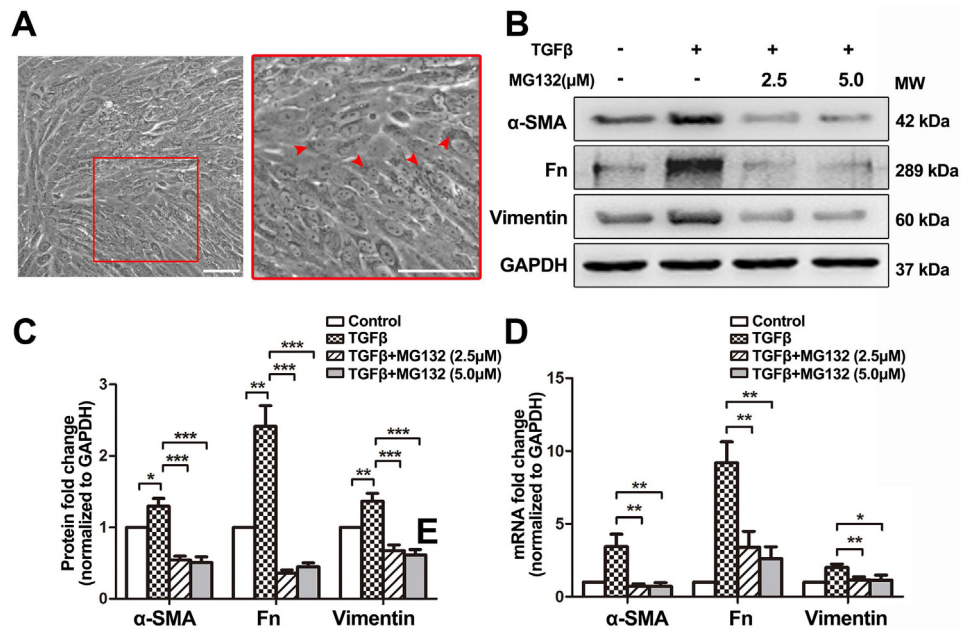 A
B
TGFβ - + + +
MG132(μM) - - 2.5 5.0 MW
α-SMA 42 kDa
Fn 289 kDa
Vimentin 60 kDa
GAPDH 37 kDa
C
Control
TGFβ
TGFβ+MG132 (2.5μM)
TGFβ+MG132 (5.0μM)
Protein fold change
(normalized to GAPDH)
3
2
1
0
* *** ***
** *** ***
** *** ***
E
α-SMA Fn Vimentin
D
Control
TGFβ
TGFβ+MG132 (2.5μM)
TGFβ+MG132 (5.0μM)
mRNA fold change
(normalized to GAPDH)
15
10
5
0
** **
** **
** *
α-SMA Fn Vimentin